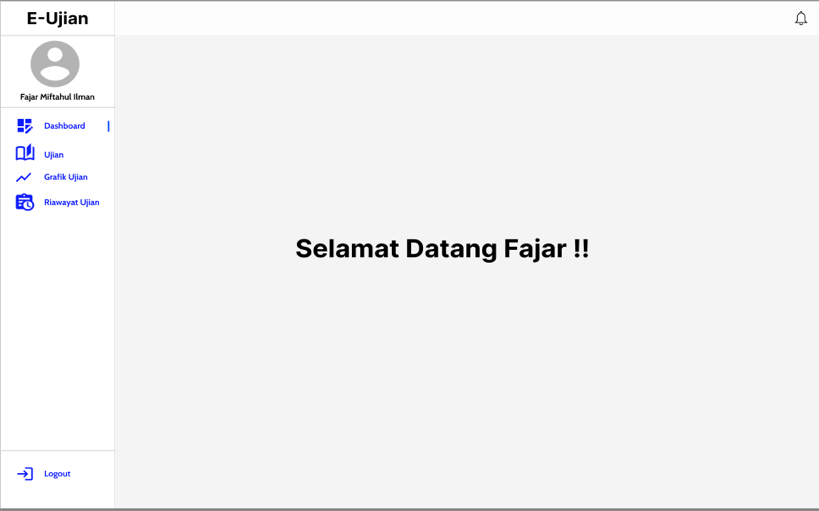 E-Ujian
Fajar Miftahul Ilman
Dashboard
Ujian
Grafik Ujian
Riawayat Ujian
Selamat Datang Fajar !!
Logout